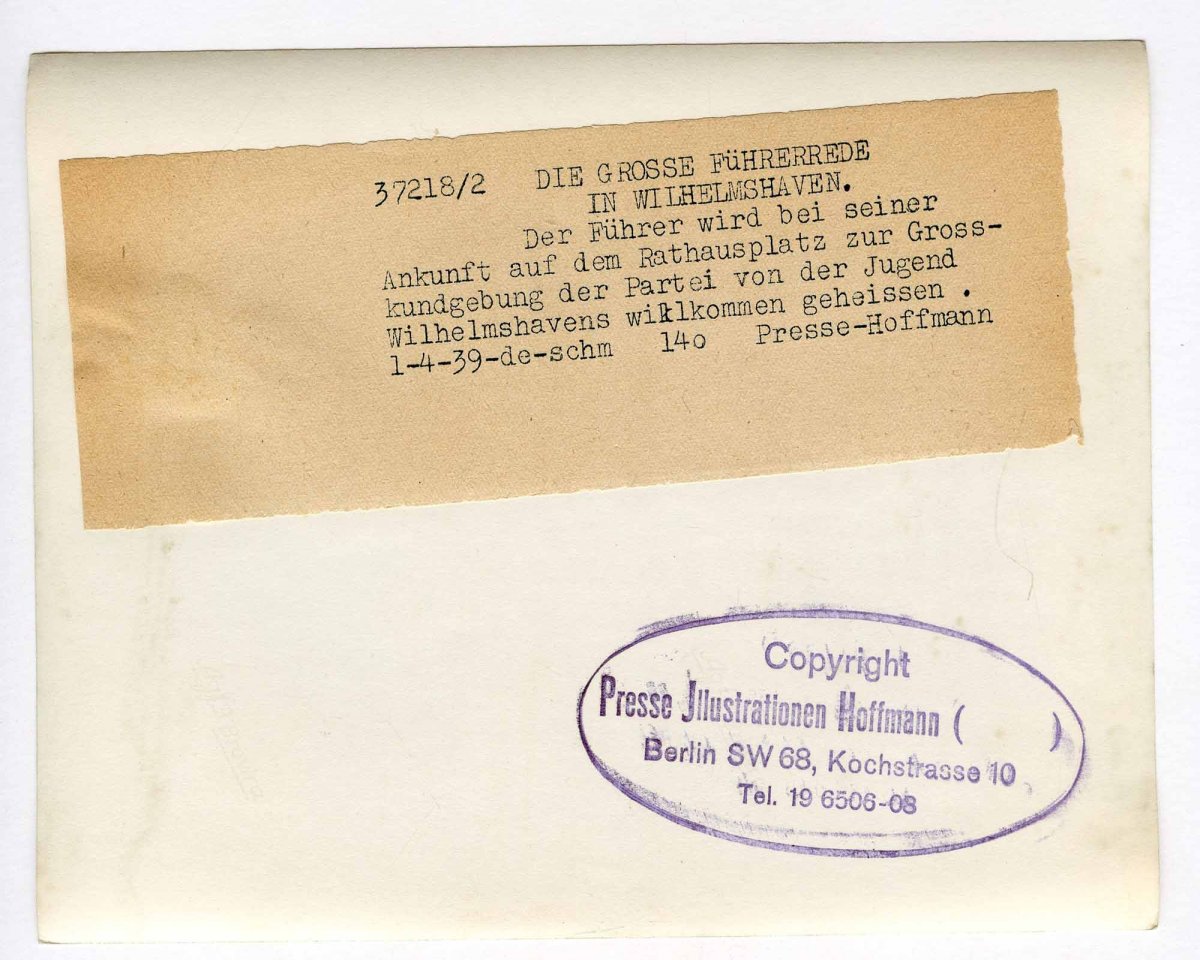 37218/2 DIE GROSSE FüHRERREDE
IN WILHELMSHAVEN.
Der Führer wird bei seiner
Ankunft auf dem Rathausplatz zur Gross-
kundgebung der Partei von der Jugend
Wilhelmshavens willkommen geheissen .
1-4-39-de-schm 14o Presse-Hoffmann
Copyright
Presse Jllustrationen Hoffmann ( )
Berlin SW 68, Kochstrasse 10
Tel. 19 6506-08